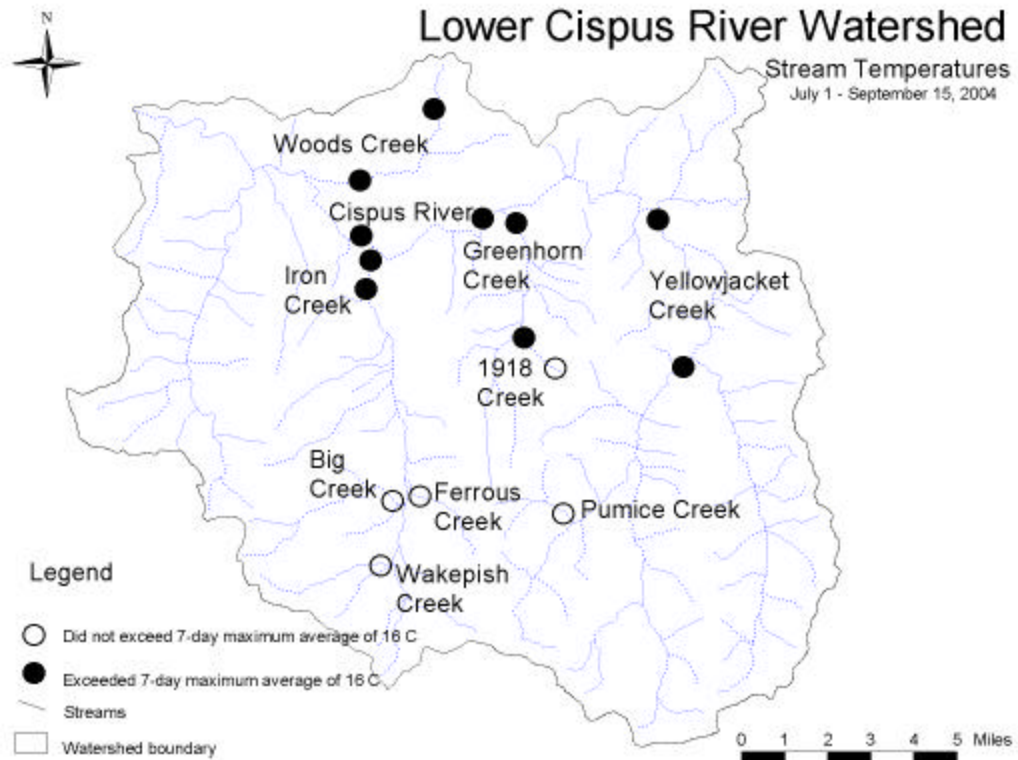 N
Lower Cispus River Watershed
Stream Temperatures
July 1 - September 15, 2004
Woods Creek
Cispus River
Greenhorn
Creek
Iron
Creek
Yellowjacket
Creek
1918
Creek
Big
Creek
Ferrous
Creek
Pumice Creek
Wakepish
Creek
Legend
Did not exceed 7-day maximum average of 16 C
Exceeded 7-day maximum average of 16 C
Streams
Watershed boundary
0 1 2 3 4 5 Miles